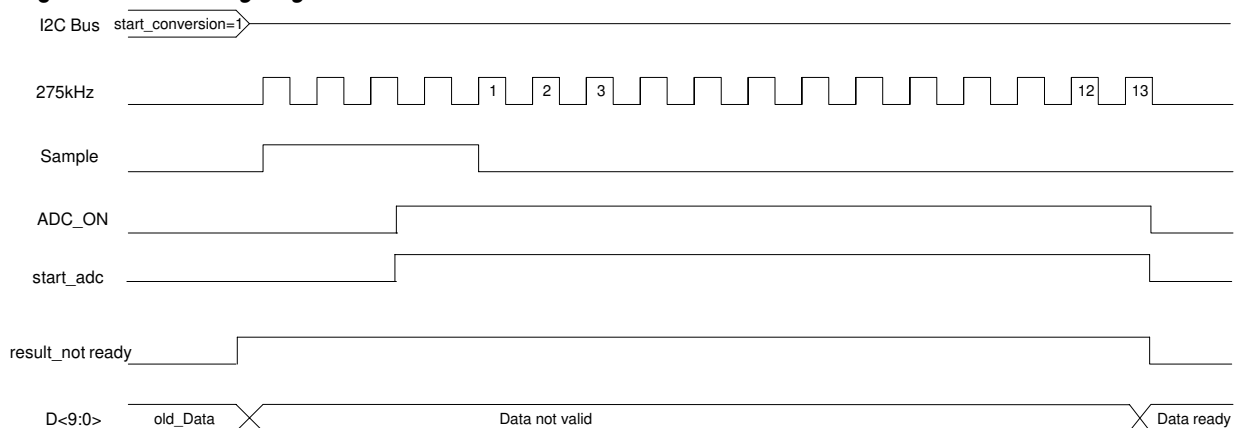 I2C Bus start_conversion=1
275kHz 1 2 3 12 13
Sample
ADC_ON
start_adc
result_not ready
D<9:0> old_Data Data not valid Data ready